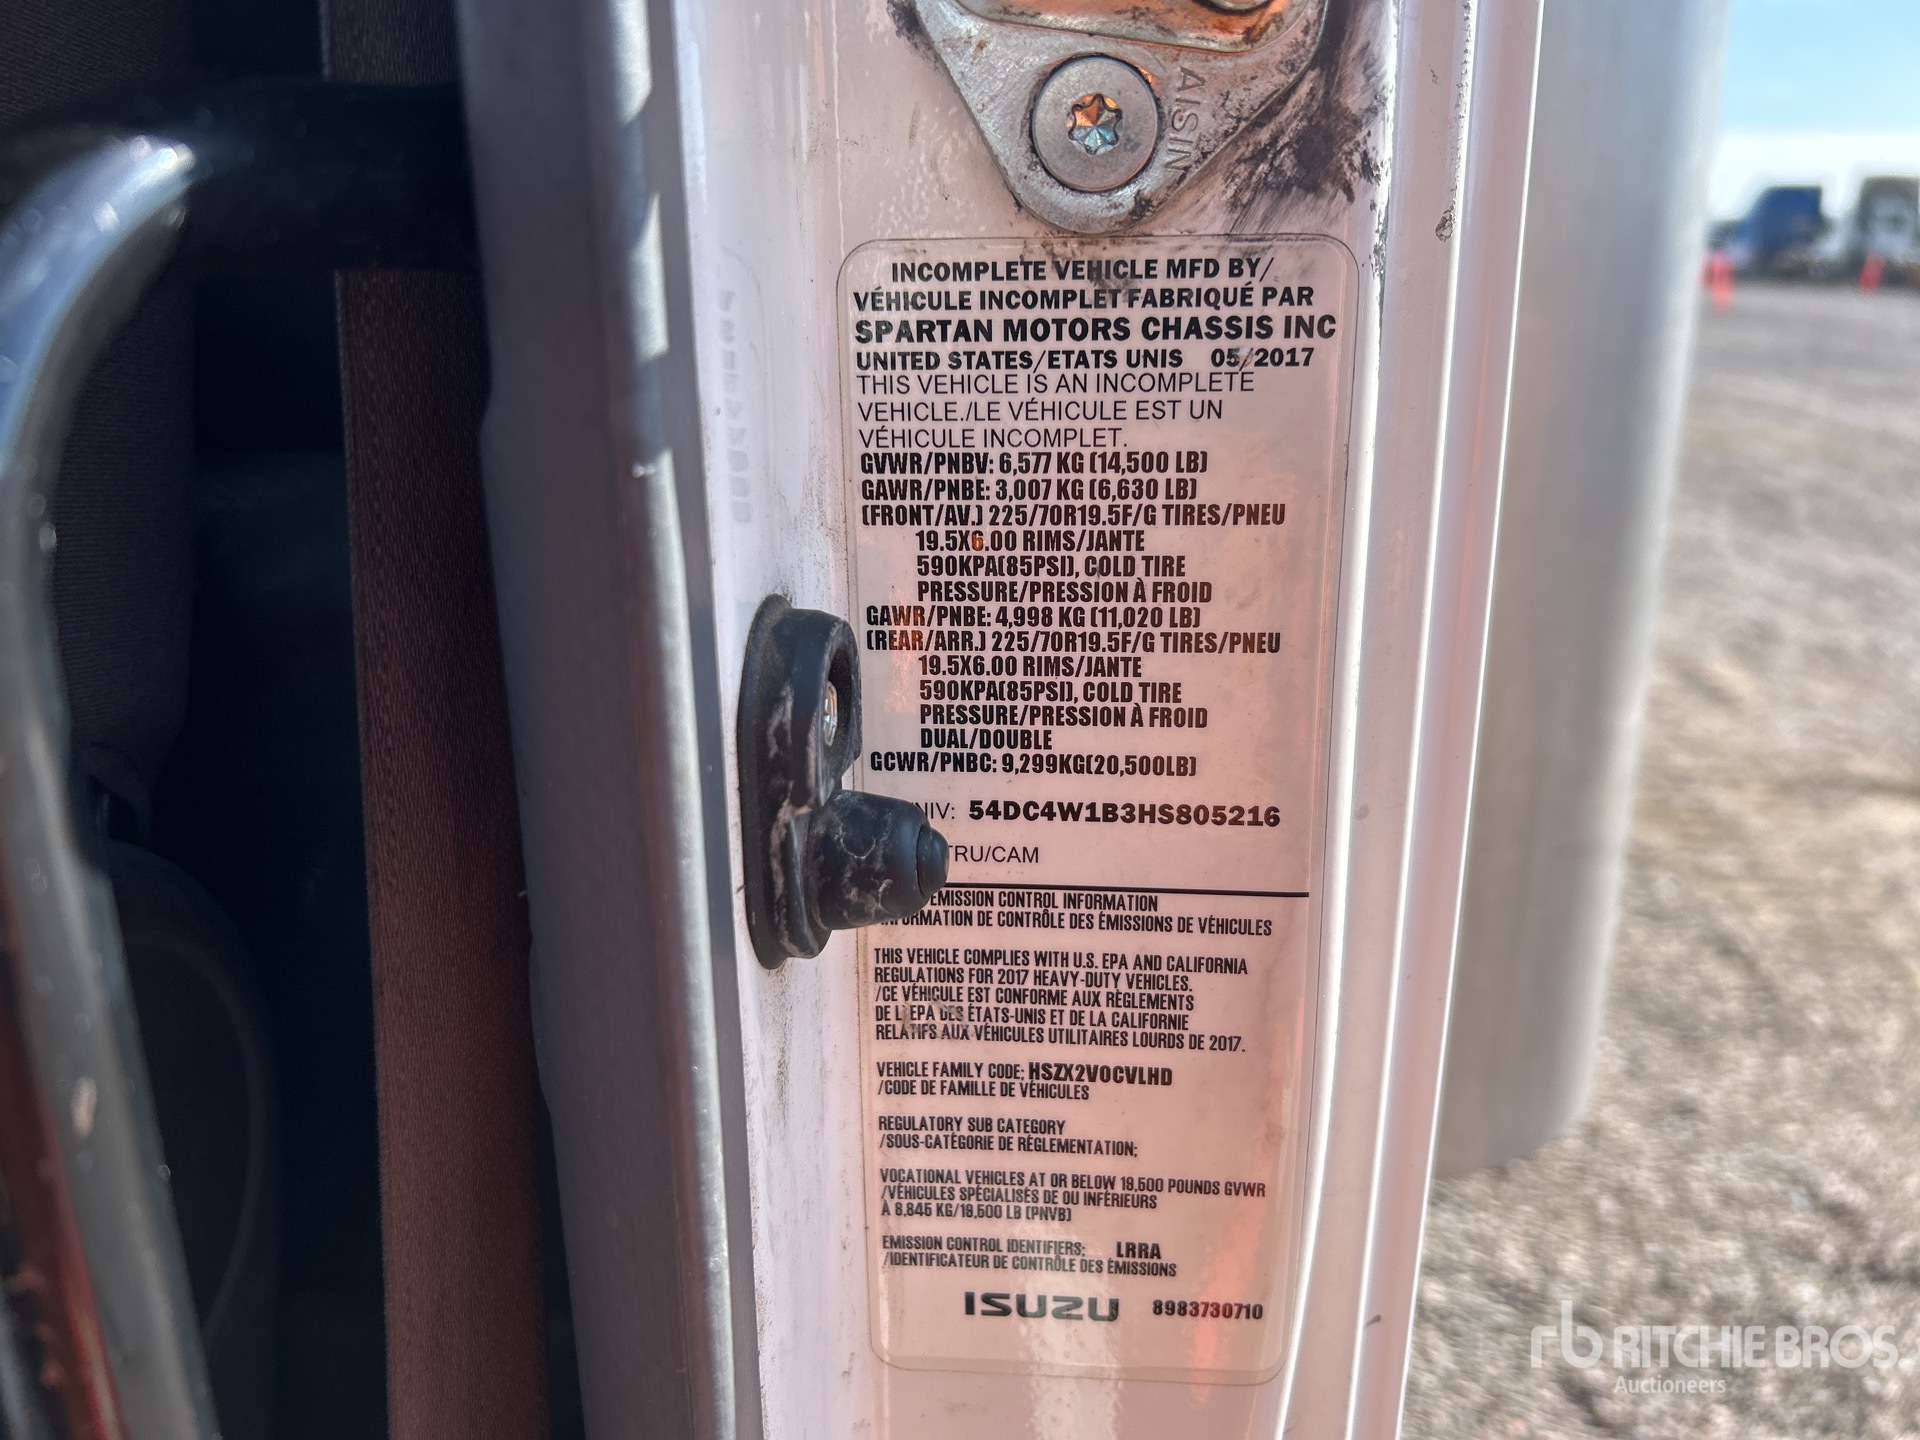 AISIN
INCOMPLETE VEHICLE MFD BY/
VÉHICULE INCOMPLET FABRIQUÉ PAR
SPARTAN MOTORS CHASSIS INC
UNITED STATES/ETATS UNIS 05/2017
THIS VEHICLE IS AN INCOMPLETE
VEHICLE./LE VÉHICULE EST UN
VÉHICULE INCOMPLET.
GVWR/PNBV: 6,577 KG (14,500 LB)
GAWR/PNBE: 3,007 KG (6,630 LB)
(FRONT/AV.) 225/70R19.5F/G TIRES/PNEU
19.5X6.00 RIMS/JANTE
590KPA(85PSI), COLD TIRE
PRESSURE/PRESSION À FROID
GAWR/PNBE: 4,998 KG (11,020 LB)
(REAR/ARR.) 225/70R19.5F/G TIRES/PNEU
19.5X6.00 RIMS/JANTE
590KPA(85PSI), COLD TIRE
PRESSURE/PRESSION À FROID
DUAL/DOUBLE
GCWR/PNBC: 9,299KG(20,500LB)
NIV: 54DC4W1B3HS805216
TRU/CAM
EMISSION CONTROL INFORMATION
INFORMATION DE CONTRÔLE DES ÉMISSIONS DE VÉHICULES
THIS VEHICLE COMPLIES WITH U.S. EPA AND CALIFORNIA
REGULATIONS FOR 2017 HEAVY-DUTY VEHICLES.
/CE VÉHICULE EST CONFORME AUX RÈGLEMENTS
DE L'EPA DES ÉTATS-UNIS ET DE LA CALIFORNIE
RELATIFS AUX VÉHICULES UTILITAIRES LOURDS DE 2017.
VEHICLE FAMILY CODE; HSZX2VOCVLHD
/CODE DE FAMILLE DE VÉHICULES
REGULATORY SUB CATEGORY
/SOUS-CATÉGORIE DE RÉGLEMENTATION;
VOCATIONAL VEHICLES AT OR BELOW 19,500 POUNDS GVWR
/VÉHICULES SPÉCIALISÉS DE OU INFÉRIEURS
À 8,845 KG/19,500 LB (PNVB)
EMISSION CONTROL IDENTIFIERS; LRRA
/IDENTIFICATEUR DE CONTRÔLE DES ÉMISSIONS
ISUZU 8983730710
rb RITCHIE BROS.
Auctioneers